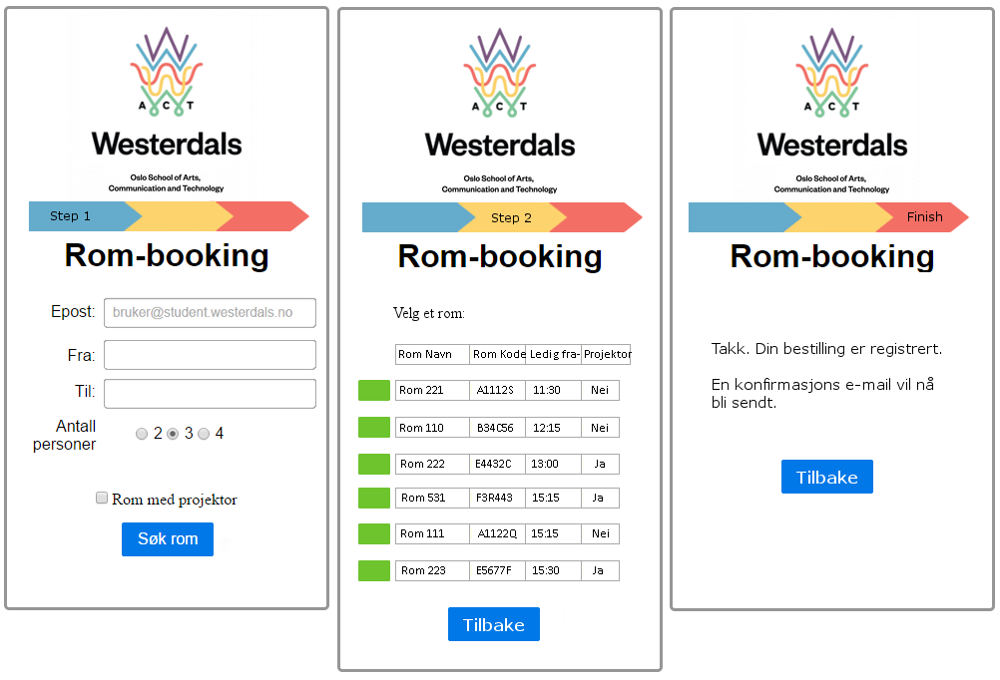 A C T
Westerdals
Oslo School of Arts,
Communication and Technology
Step 1
Rom-booking
Epost: bruker@student.westerdals.no
Fra:
Til:
Antall
personer
2 3 4
Rom med projektor
Søk rom
A C T
Westerdals
Oslo School of Arts,
Communication and Technology
Step 2
Rom-booking
Velg et rom:
Rom Navn Rom Kode Ledig fra- Projektor
Rom 221 A1112S 11:30 Nei
Rom 110 B34C56 12:15 Nei
Rom 222 E4432C 13:00 Ja
Rom 531 F3R443 15:15 Ja
Rom 111 A1122Q 15:15 Nei
Rom 223 E5677F 15:30 Ja
Tilbake
A C T
Westerdals
Oslo School of Arts,
Communication and Technology
Finish
Rom-booking
Takk. Din bestilling er registrert.
En konfirmasjons e-mail vil nå
bli sendt.
Tilbake